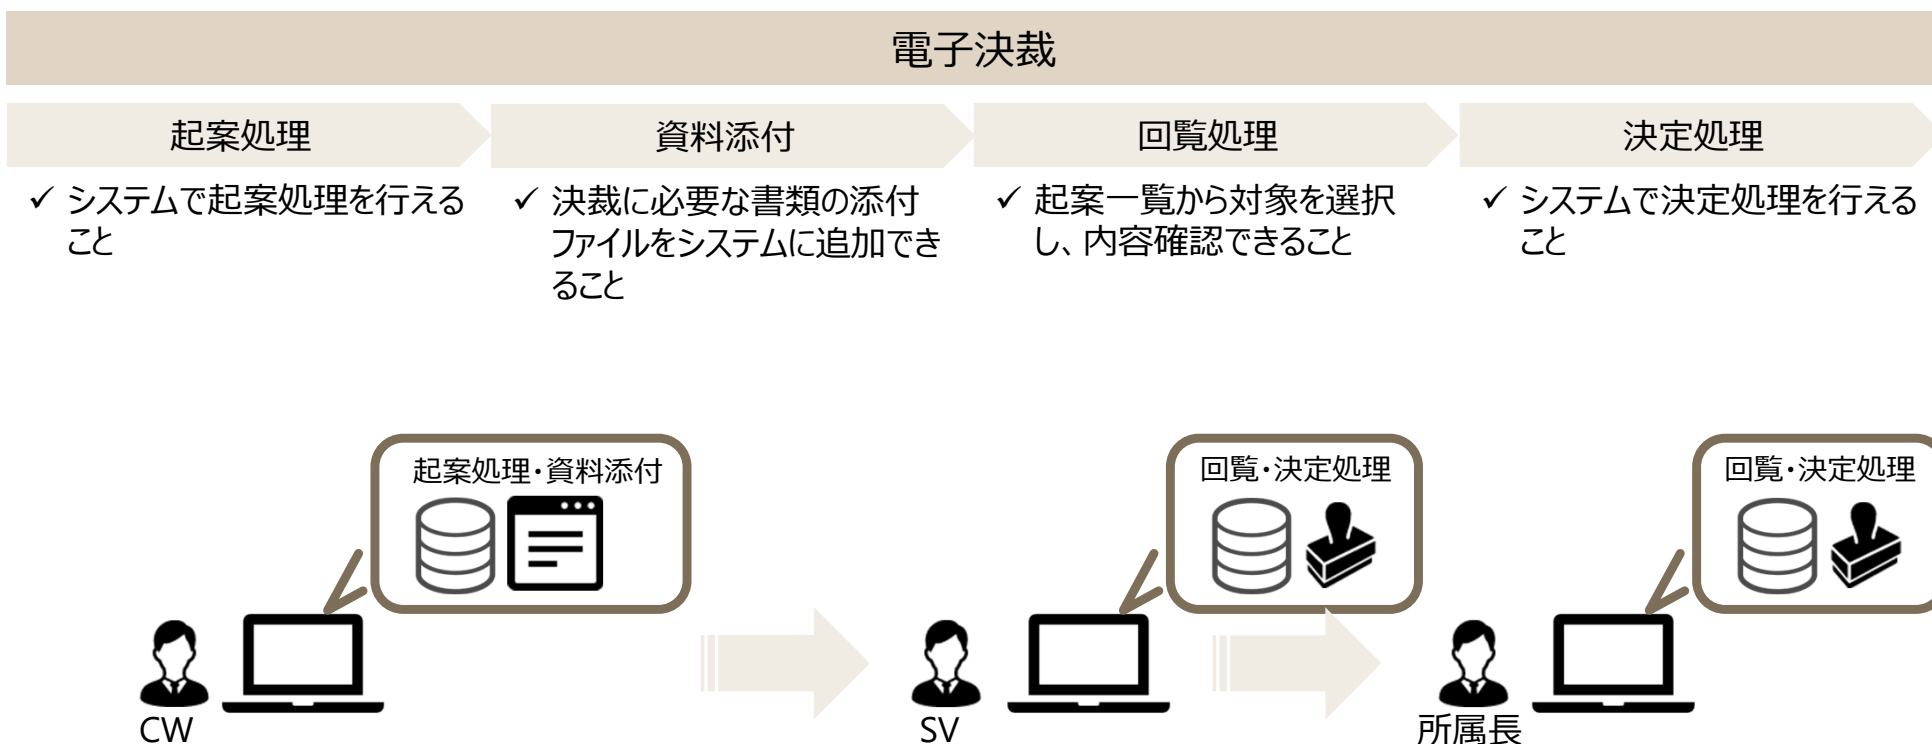 電子決裁
起案処理
資料添付
回覧処理
決定処理
✓ システムで起案処理を行える
こと
✓ 決裁に必要な書類の添付
ファイルをシステムに追加でき
ること
✓ 起案一覧から対象を選択
し、内容確認できること
✓ システムで決定処理を行える
こと
起案処理・資料添付
回覧・決定処理
回覧・決定処理
CW
SV
所属長